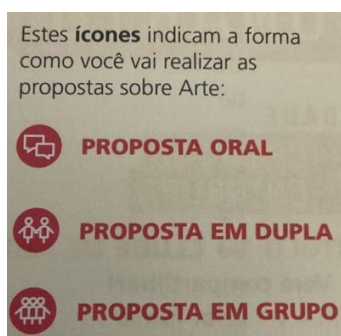 Estes ícones indicam a forma
como você vai realizar as
propostas sobre Arte:
PROPOSTA ORAL
PROPOSTA EM DUPLA
PROPOSTA EM GRUPO